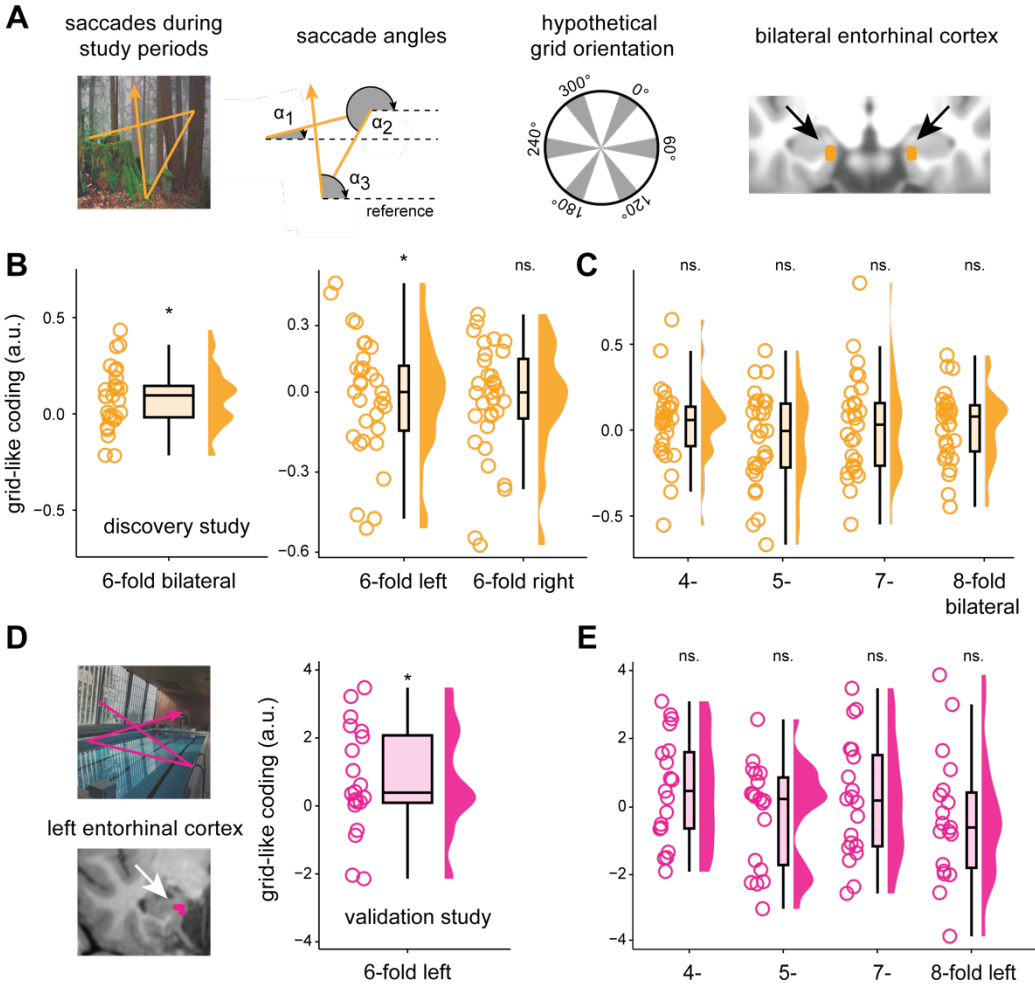 A
saccades during
study periods
saccade angles
α1
α2
α3
reference
hypothetical
grid orientation
300°
0°
240°
60°
180°
120°
bilateral entorhinal cortex
B
grid-like coding (a.u.)
0.5
0.0
−0.5
*
discovery study
6-fold bilateral
0.3
0.0
−0.3
−0.6
*
ns.
6-fold left
6-fold right
C
ns.
ns.
ns.
ns.
0.5
0.0
−0.5
4-
5-
7-
8-fold
bilateral
D
left entorhinal cortex
grid-like coding (a.u.)
4
2
0
−2
−4
*
validation study
6-fold left
E
ns.
ns.
ns.
ns.
4
2
0
−2
−4
4-
5-
7-
8-fold left